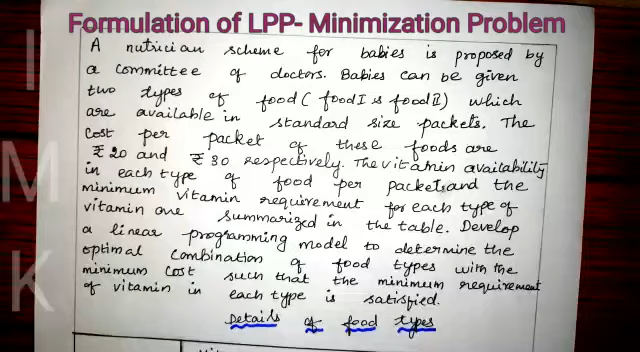 Formulation of LPP- Minimization Problem
A nutrician scheme for babies is proposed by
a committee of doctors. Babies can be given
two types of food ( food I & food II ) which
are available in standard size packets. The
cost per packet of these foods are
₹ 20 and ₹ 30 respectively. The vitamin availability
in each type of food per packet and the
minimum vitamin requirement for each type of
vitamin are summarized in the table. Develop
a linear programming model to determine the
optimal combination of food types with the
minimum cost such that the minimum requirement
of vitamin in each type is satisfied.
Details of food types
I
M
K